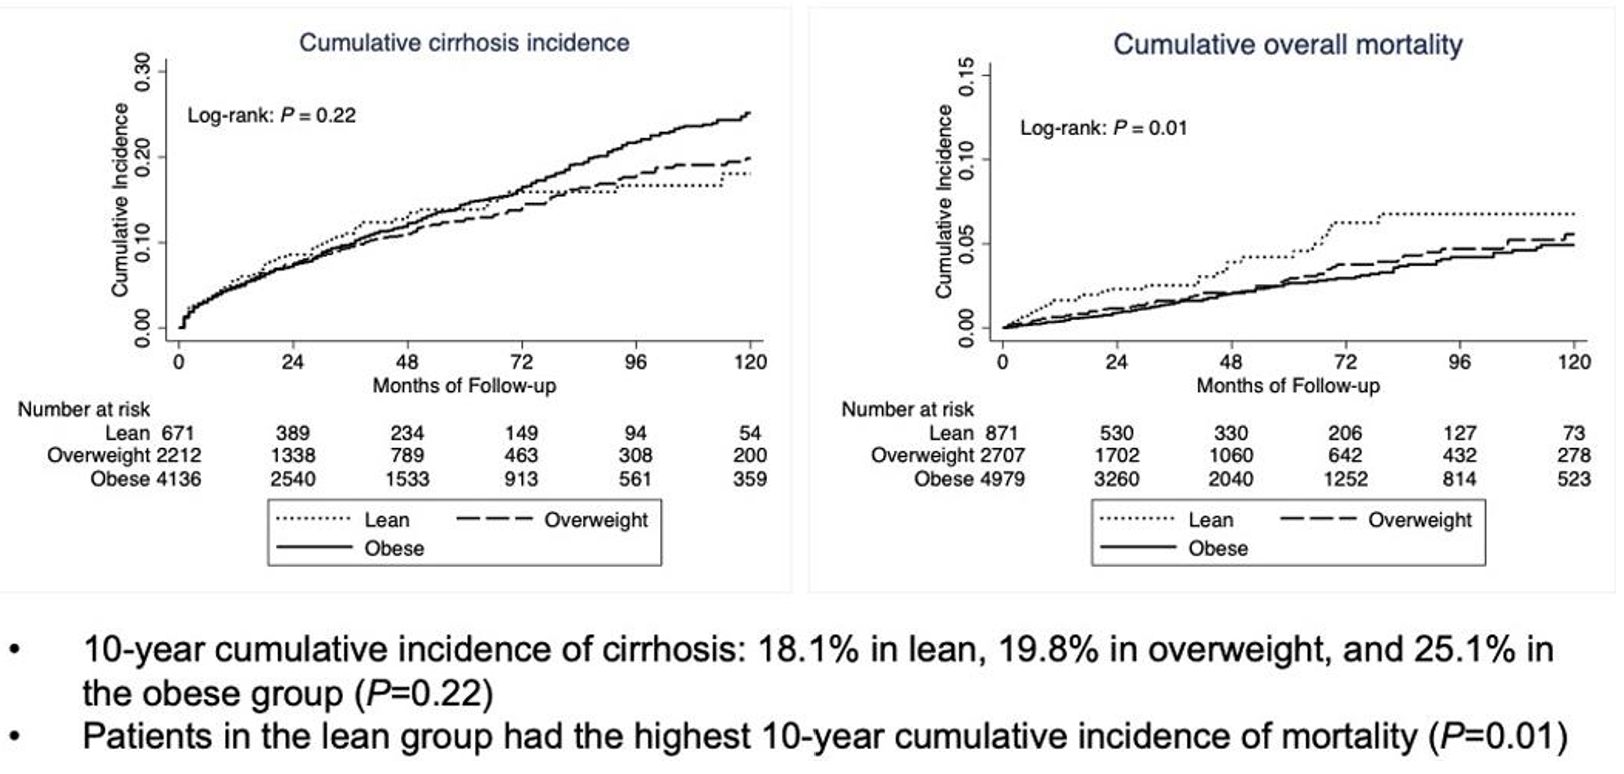 Cumulative cirrhosis incidence
Log-rank: P = 0.22
Cumulative Incidence
0.30
0.20
0.10
0.00
0 24 48 72 96 120
Months of Follow-up
Number at risk
Lean 671 389 234 149 94 54
Overweight 2212 1338 789 463 308 200
Obese 4136 2540 1533 913 561 359
Lean Overweight
Obese
Cumulative overall mortality
Log-rank: P = 0.01
Cumulative Incidence
0.15
0.10
0.05
0.00
0 24 48 72 96 120
Months of Follow-up
Number at risk
Lean 871 530 330 206 127 73
Overweight 2707 1702 1060 642 432 278
Obese 4979 3260 2040 1252 814 523
Lean Overweight
Obese
• 10-year cumulative incidence of cirrhosis: 18.1% in lean, 19.8% in overweight, and 25.1% in
the obese group (P=0.22)
• Patients in the lean group had the highest 10-year cumulative incidence of mortality (P=0.01)